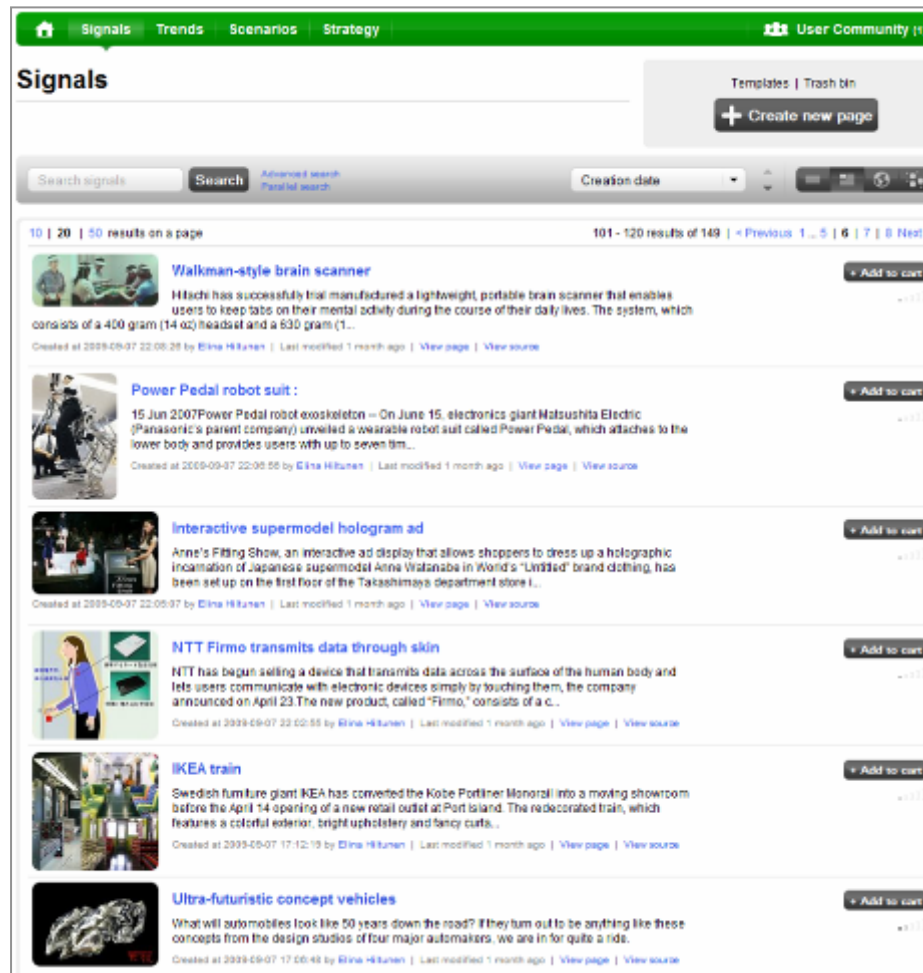 Signals Trends Scenarios Strategy User Community
Signals
Templates | Trash bin
Create new page
Search signals Search Advanced search
Parallel search
Creation date
10 | 20 | 50 results on a page 101 - 120 results of 149 | < Previous 1 ... 5 | 6 | 7 | 8 Next
Walkman-style brain scanner
+ Add to cart
Hitachi has successfully trial manufactured a lightweight, portable brain scanner that enables
users to keep tabs on their mental activity during the course of their daily lives. The system, which
consists of a 400 gram (14 oz) headset and a 630 gram (1...
Created at 2009-09-07 22:08:26 by Elina Hiltunen | Last modified 1 month ago | View page | View source
Power Pedal robot suit :
+ Add to cart
15 Jun 2007Power Pedal robot exoskeleton -- On June 15, electronics giant Matsushita Electric
(Panasonic's parent company) unveiled a wearable robot suit called Power Pedal, which attaches to the
lower body and provides users with up to seven tim...
Created at 2009-09-07 22:06:56 by Elina Hiltunen | Last modified 1 month ago | View page | View source
Interactive supermodel hologram ad
+ Add to cart
Anne's Fitting Show, an interactive ad display that allows shoppers to dress up a holographic
incarnation of Japanese supermodel Anne Watanabe in World's "Untitled" brand clothing, has
been set up on the first floor of the Takashimaya department store i...
Created at 2009-09-07 22:05:07 by Elina Hiltunen | Last modified 1 month ago | View page | View source
NTT Firmo transmits data through skin
+ Add to cart
NTT has begun selling a device that transmits data across the surface of the human body and
lets users communicate with electronic devices simply by touching them, the company
announced on April 23.The new product, called "Firmo," consists of a c...
Created at 2009-09-07 22:02:55 by Elina Hiltunen | Last modified 1 month ago | View page | View source
IKEA train
+ Add to cart
Swedish furniture giant IKEA has converted the Kobe Portliner Monorail into a moving showroom
before the April 14 opening of a new retail outlet at Port Island. The redecorated train, which
features a colorful exterior, bright upholstery and fancy curta...
Created at 2009-09-07 17:12:19 by Elina Hiltunen | Last modified 1 month ago | View page | View source
Ultra-futuristic concept vehicles
+ Add to cart
What will automobiles look like 50 years down the road? If they turn out to be anything like these
concepts from the design studios of four major automakers, we are in for quite a ride.
Created at 2009-09-07 17:06:48 by Elina Hiltunen | Last modified 1 month ago | View page | View source